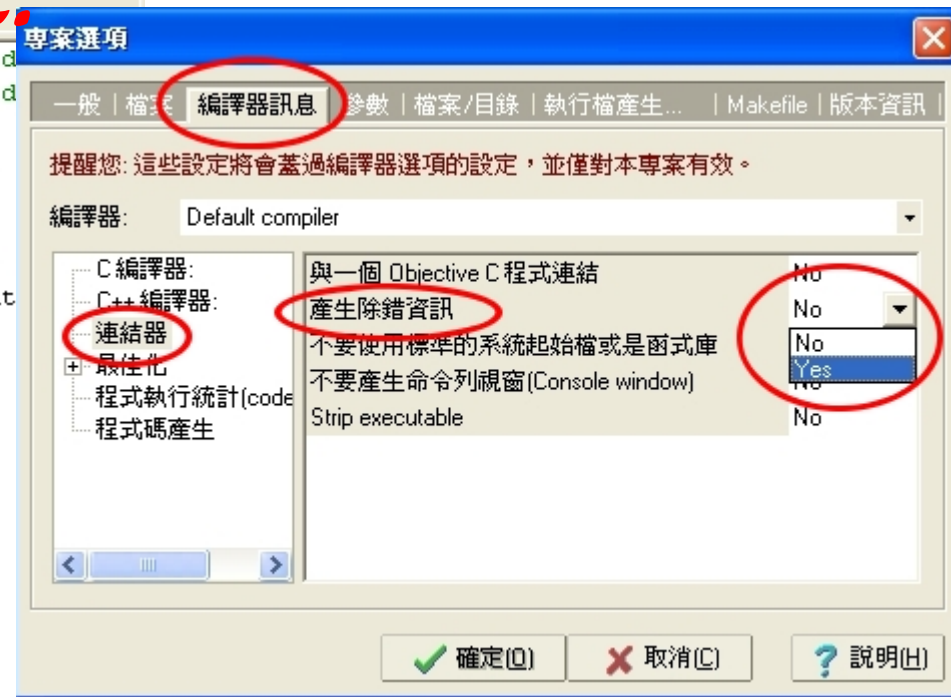 專案選項
d
d
一般 | 檔案 | 編譯器訊息 | 參數 | 檔案/目錄 | 執行檔產生... | Makefile | 版本資訊 |
提醒您: 這些設定將會蓋過編譯器選項的設定，並僅對本專案有效。
編譯器: Default compiler
C 編譯器:
C++ 編譯器:
連結器
最佳化
程式執行統計(code
程式碼產生
與一個 Objective C 程式連結 No
產生除錯資訊 No
No
Yes
不要使用標準的系統起始檔或是函式庫
不要產生命令列視窗(Console window) No
Strip executable No
確定(O)
取消(C)
說明(H)